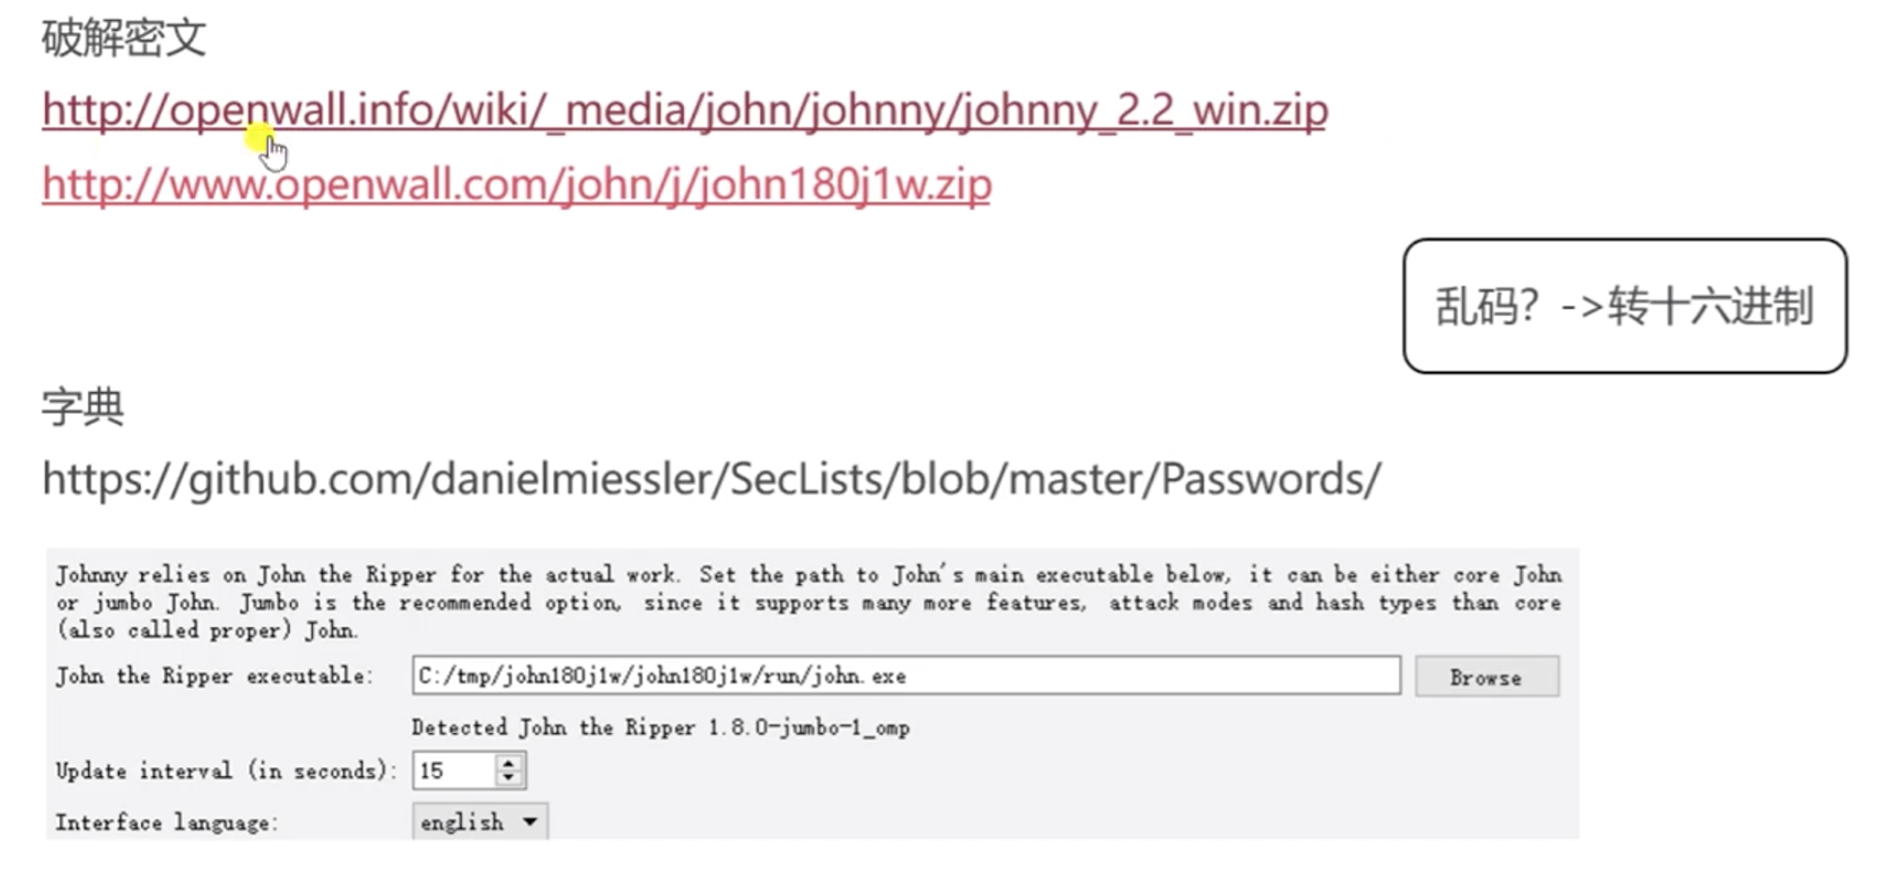 破解密文
http://openwall.info/wiki/_media/john/johnny/johnny_2.2_win.zip
http://www.openwall.com/john/j/john180j1w.zip
乱码？->转十六进制
字典
https://github.com/danielmiessler/SecLists/blob/master/Passwords/
Johnny relies on John the Ripper for the actual work. Set the path to John's main executable below, it can be either core John
or jumbo John. Jumbo is the recommended option, since it supports many more features, attack modes and hash types than core
(also called proper) John.
John the Ripper executable: C:/tmp/john180j1w/john180j1w/run/john.exe Browse
Detected John the Ripper 1.8.0-jumbo-1_omp
Update interval (in seconds): 15
Interface language: english